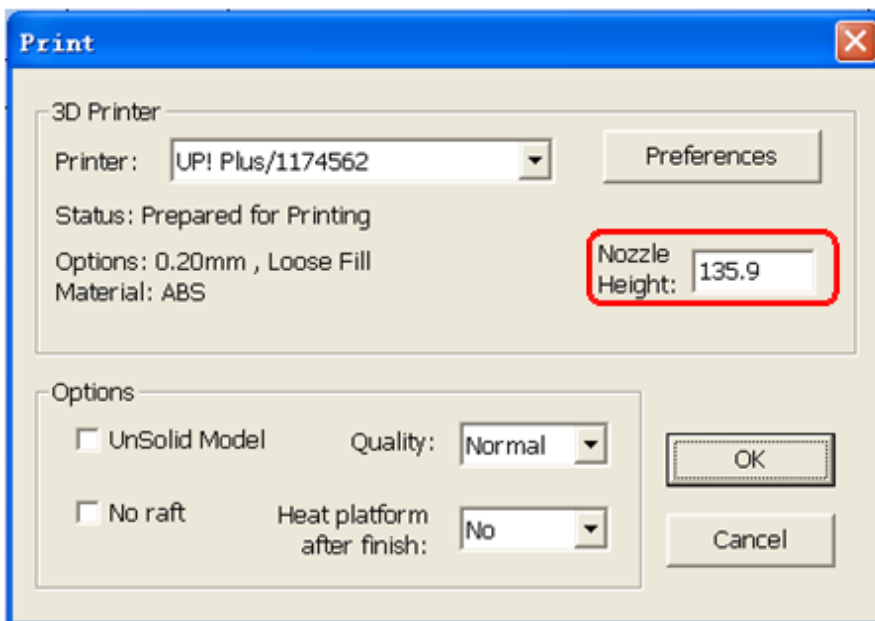 Print
3D Printer
Printer: UP! Plus/1174562
Preferences
Status: Prepared for Printing
Options: 0.20mm , Loose Fill
Material: ABS
Nozzle
Height: 135.9
Options
UnSolid Model
Quality: Normal
No raft
Heat platform
after finish: No
OK
Cancel